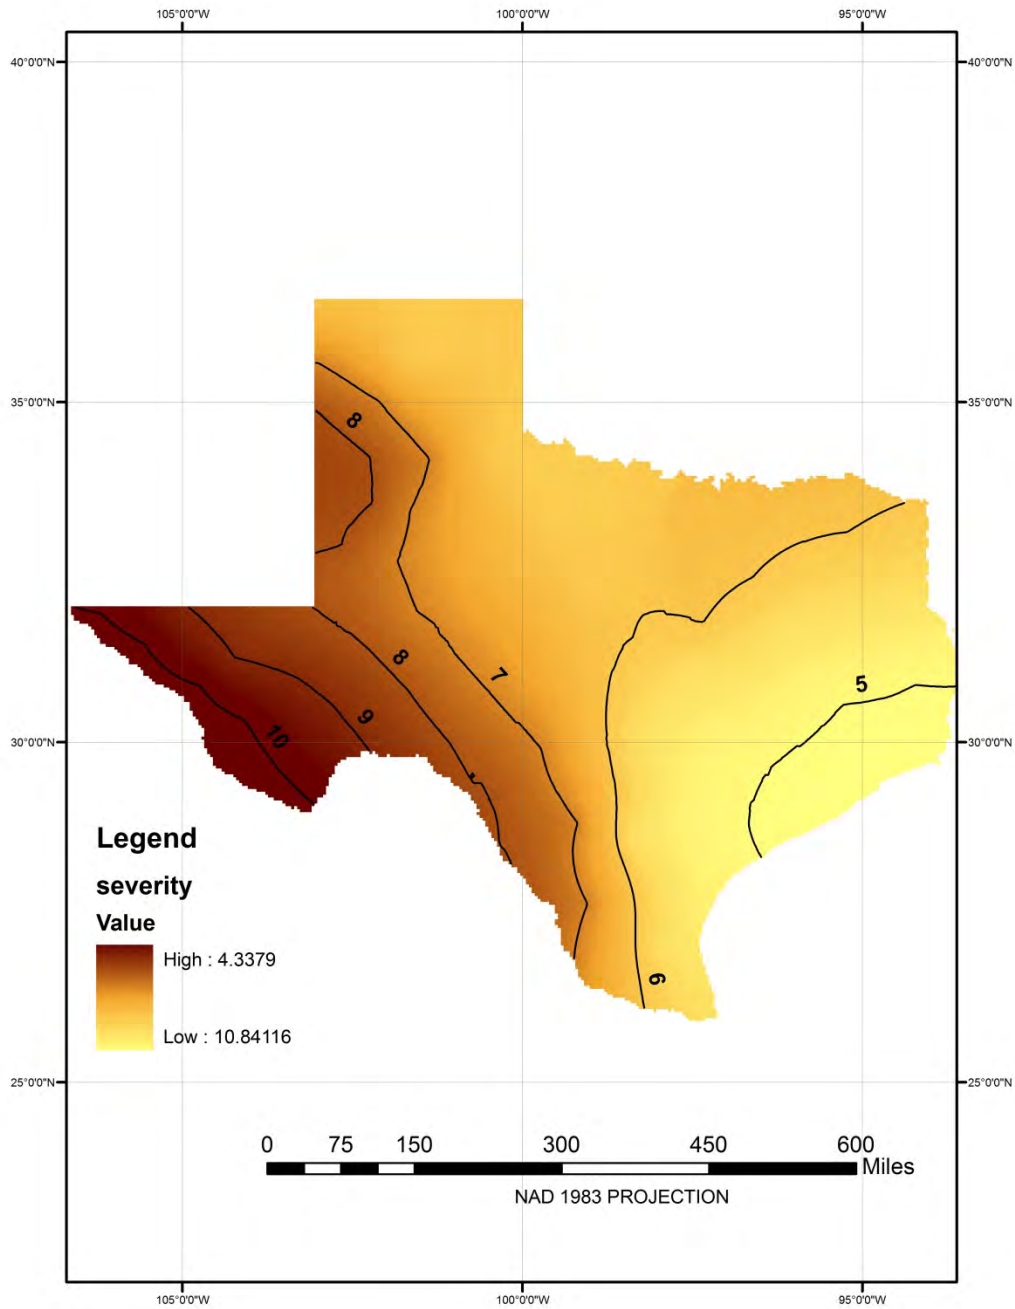 105°0'0"W 100°0'0"W 95°0'0"W
40°0'0"N 40°0'0"N
35°0'0"N 35°0'0"N
8
8
7
9
10
5
30°0'0"N 30°0'0"N
6
Legend
severity
Value
High : 4.3379
Low : 10.84116
25°0'0"N 25°0'0"N
0 75 150 300 450 600
Miles
NAD 1983 PROJECTION
105°0'0"W 100°0'0"W 95°0'0"W